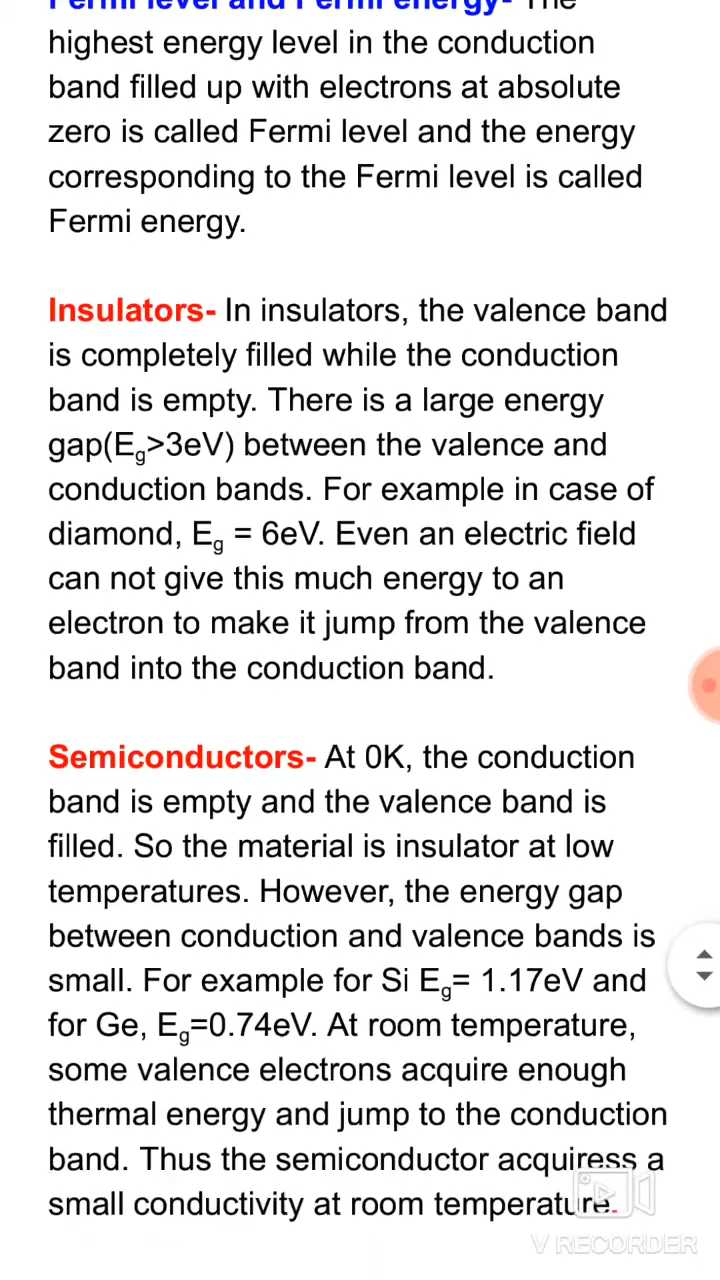 Fermi level and Fermi energy- The
highest energy level in the conduction
band filled up with electrons at absolute
zero is called Fermi level and the energy
corresponding to the Fermi level is called
Fermi energy.
Insulators- In insulators, the valence band
is completely filled while the conduction
band is empty. There is a large energy
gap(Eg>3eV) between the valence and
conduction bands. For example in case of
diamond, Eg = 6eV. Even an electric field
can not give this much energy to an
electron to make it jump from the valence
band into the conduction band.
Semiconductors- At 0K, the conduction
band is empty and the valence band is
filled. So the material is insulator at low
temperatures. However, the energy gap
between conduction and valence bands is
small. For example for Si Eg= 1.17eV and
for Ge, Eg=0.74eV. At room temperature,
some valence electrons acquire enough
thermal energy and jump to the conduction
band. Thus the semiconductor acquiress a
small conductivity at room temperature.
V RECORDER